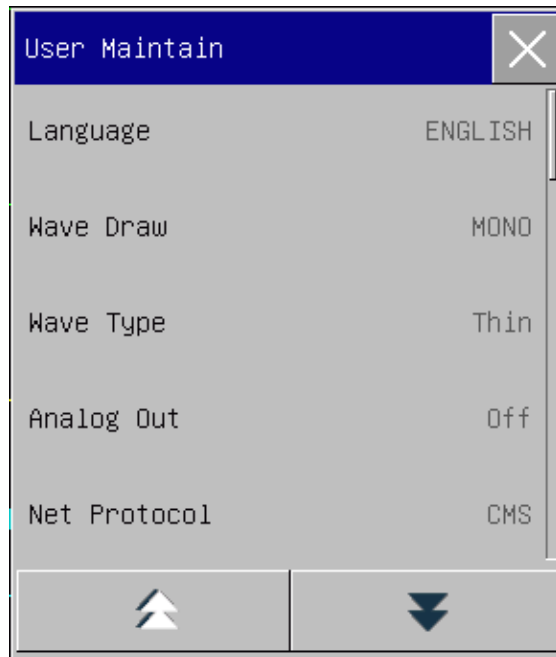 User Maintain
Language ENGLISH
Wave Draw MONO
Wave Type Thin
Analog Out Off
Net Protocol CMS